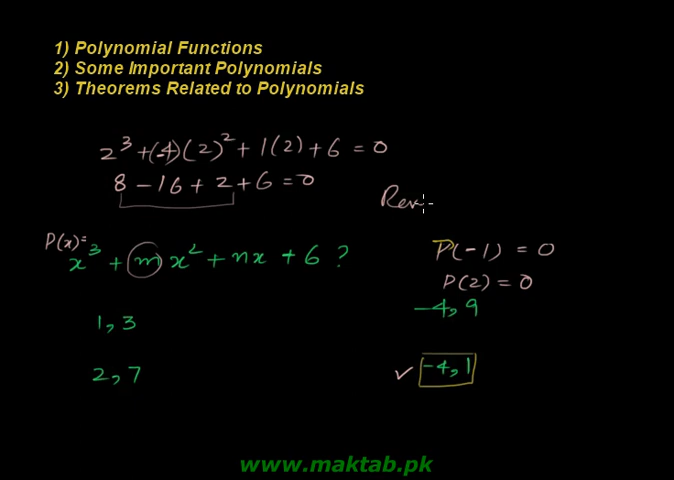 1) Polynomial Functions
2) Some Important Polynomials
3) Theorems Related to Polynomials
2³ + (-4)(2)² + 1(2) + 6 = 0
8 - 16 + 2 + 6 = 0
P(x) =
x³ + m x² + nx + 6 ?
P(-1) = 0
P(2) = 0
1, 3
-4, 9
2, 7
✓ -4, 1
www.maktab.pk